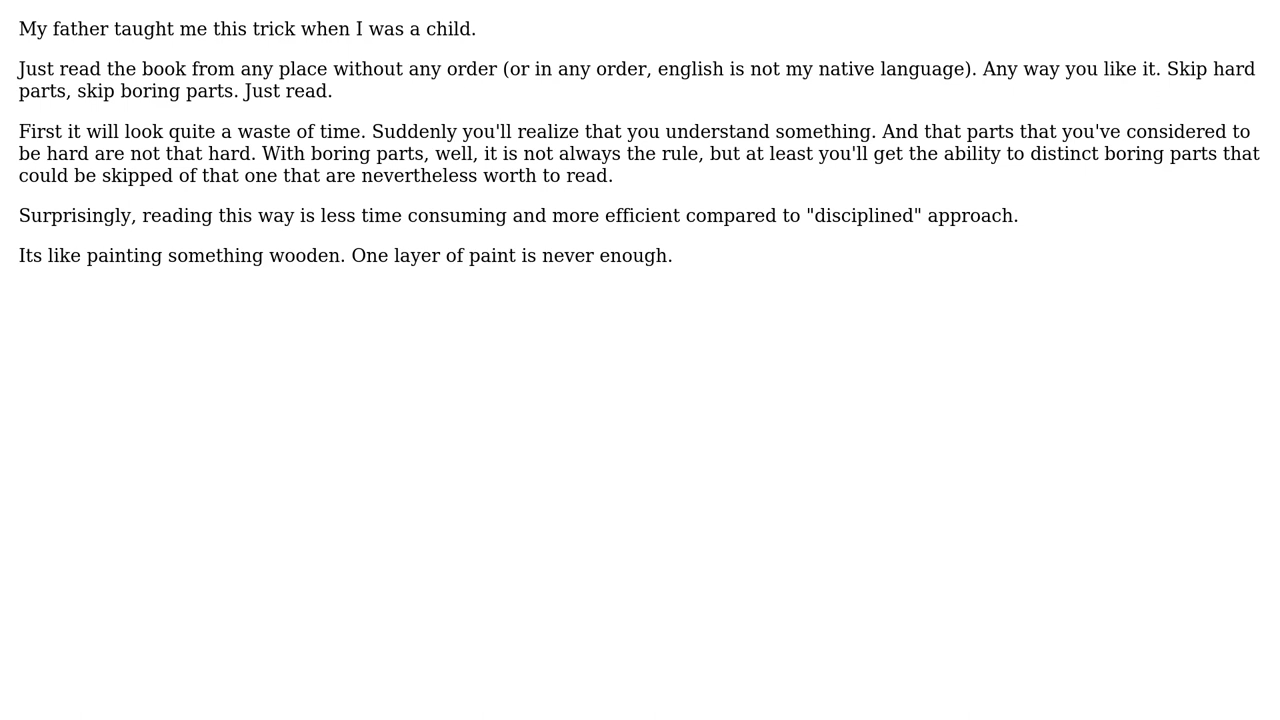 My father taught me this trick when I was a child.
Just read the book from any place without any order (or in any order, english is not my native language). Any way you like it. Skip hard
parts, skip boring parts. Just read.
First it will look quite a waste of time. Suddenly you'll realize that you understand something. And that parts that you've considered to
be hard are not that hard. With boring parts, well, it is not always the rule, but at least you'll get the ability to distinct boring parts that
could be skipped of that one that are nevertheless worth to read.
Surprisingly, reading this way is less time consuming and more efficient compared to "disciplined" approach.
Its like painting something wooden. One layer of paint is never enough.